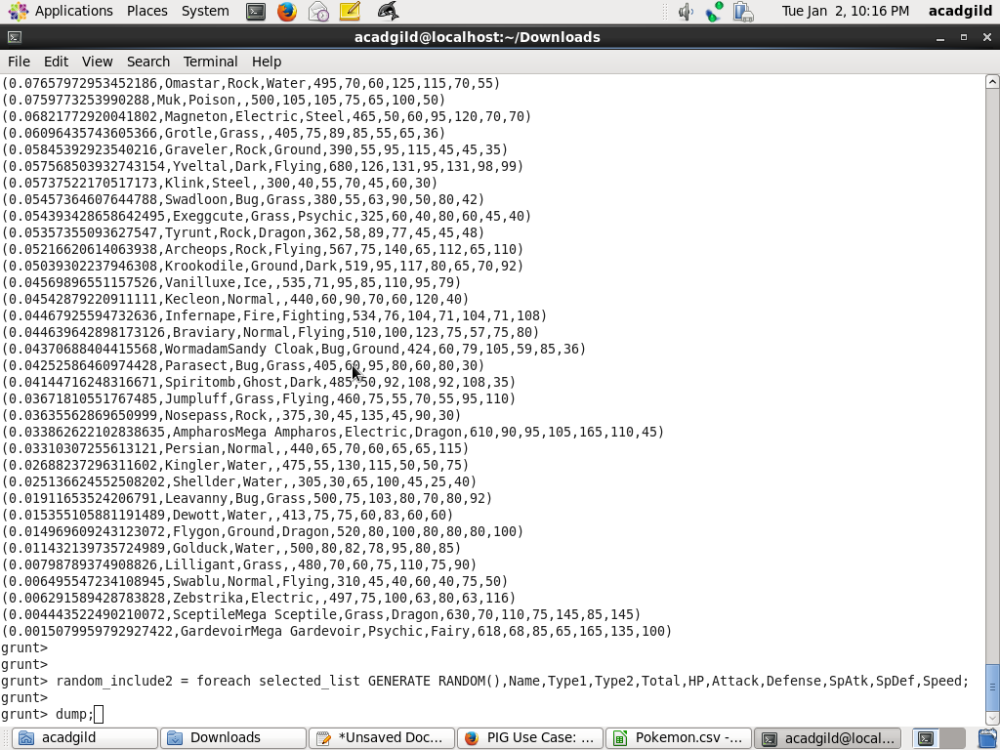 Applications Places System Tue Jan 2, 10:16 PM acadgild
acadgild@localhost:~/Downloads
File Edit View Search Terminal Help
(0.07657972953452186,Omastar,Rock,Water,495,70,60,125,115,70,55)
(0.0759773253990288,Muk,Poison,,500,105,105,75,65,100,50)
(0.06821772920041802,Magneton,Electric,Steel,465,50,60,95,120,70,70)
(0.06096435743605366,Grotle,Grass,,405,75,89,85,55,65,36)
(0.05845392923540216,Graveler,Rock,Ground,390,55,95,115,45,45,35)
(0.057568503932743154,Yveltal,Dark,Flying,680,126,131,95,131,98,99)
(0.05737522170517173,Klink,Steel,,300,40,55,70,45,60,30)
(0.05457364607644788,Swadloon,Bug,Grass,380,55,63,90,50,80,42)
(0.054393428658642495,Exeggcute,Grass,Psychic,325,60,40,80,60,45,40)
(0.05357355093627547,Tyrunt,Rock,Dragon,362,58,89,77,45,45,48)
(0.05216620614063938,Archeops,Rock,Flying,567,75,140,65,112,65,110)
(0.05039302237946308,Krookodile,Ground,Dark,519,95,117,80,65,70,92)
(0.04569896551157526,Vanilluxe,Ice,,535,71,95,85,110,95,79)
(0.04542879220911111,Kecleon,Normal,,440,60,90,70,60,120,40)
(0.04467925594732636,Infernape,Fire,Fighting,534,76,104,71,104,71,108)
(0.044639642898173126,Braviary,Normal,Flying,510,100,123,75,57,75,80)
(0.04370688404415568,WormadamSandy Cloak,Bug,Ground,424,60,79,105,59,85,36)
(0.04252586460974428,Parasect,Bug,Grass,405,60,95,80,60,80,30)
(0.04144716248316671,Spiritomb,Ghost,Dark,485,50,92,108,92,108,35)
(0.03671810551767485,Jumpluff,Grass,Flying,460,75,55,70,55,95,110)
(0.03635562869650999,Nosepass,Rock,,375,30,45,135,45,90,30)
(0.033862622102838635,AmpharosMega Ampharos,Electric,Dragon,610,90,95,105,165,110,45)
(0.03310307255613121,Persian,Normal,,440,65,70,60,65,65,115)
(0.02688237296311602,Kingler,Water,,475,55,130,115,50,50,75)
(0.025136624552508202,Shellder,Water,,305,30,65,100,45,25,40)
(0.01911653524206791,Leavanny,Bug,Grass,500,75,103,80,70,80,92)
(0.015355105881191489,Dewott,Water,,413,75,75,60,83,60,60)
(0.014969609243123072,Flygon,Ground,Dragon,520,80,100,80,80,80,100)
(0.011432139735724989,Golduck,Water,,500,80,82,78,95,80,85)
(0.00798789374908826,Lilligant,Grass,,480,70,60,75,110,75,90)
(0.006495547234108945,Swablu,Normal,Flying,310,45,40,60,40,75,50)
(0.006291589428783828,Zebstrika,Electric,,497,75,100,63,80,63,116)
(0.004443522490210072,SceptileMega Sceptile,Grass,Dragon,630,70,110,75,145,85,145)
(0.0015079959792927422,GardevoirMega Gardevoir,Psychic,Fairy,618,68,85,65,165,135,100)
grunt>
grunt>
grunt> random_include2 = foreach selected_list GENERATE RANDOM(),Name,Type1,Type2,Total,HP,Attack,Defense,SpAtk,SpDef,Speed;
grunt>
grunt> dump;
acadgild Downloads *Unsaved Doc... PIG Use Case: ... Pokemon.csv -... acadgild@local...